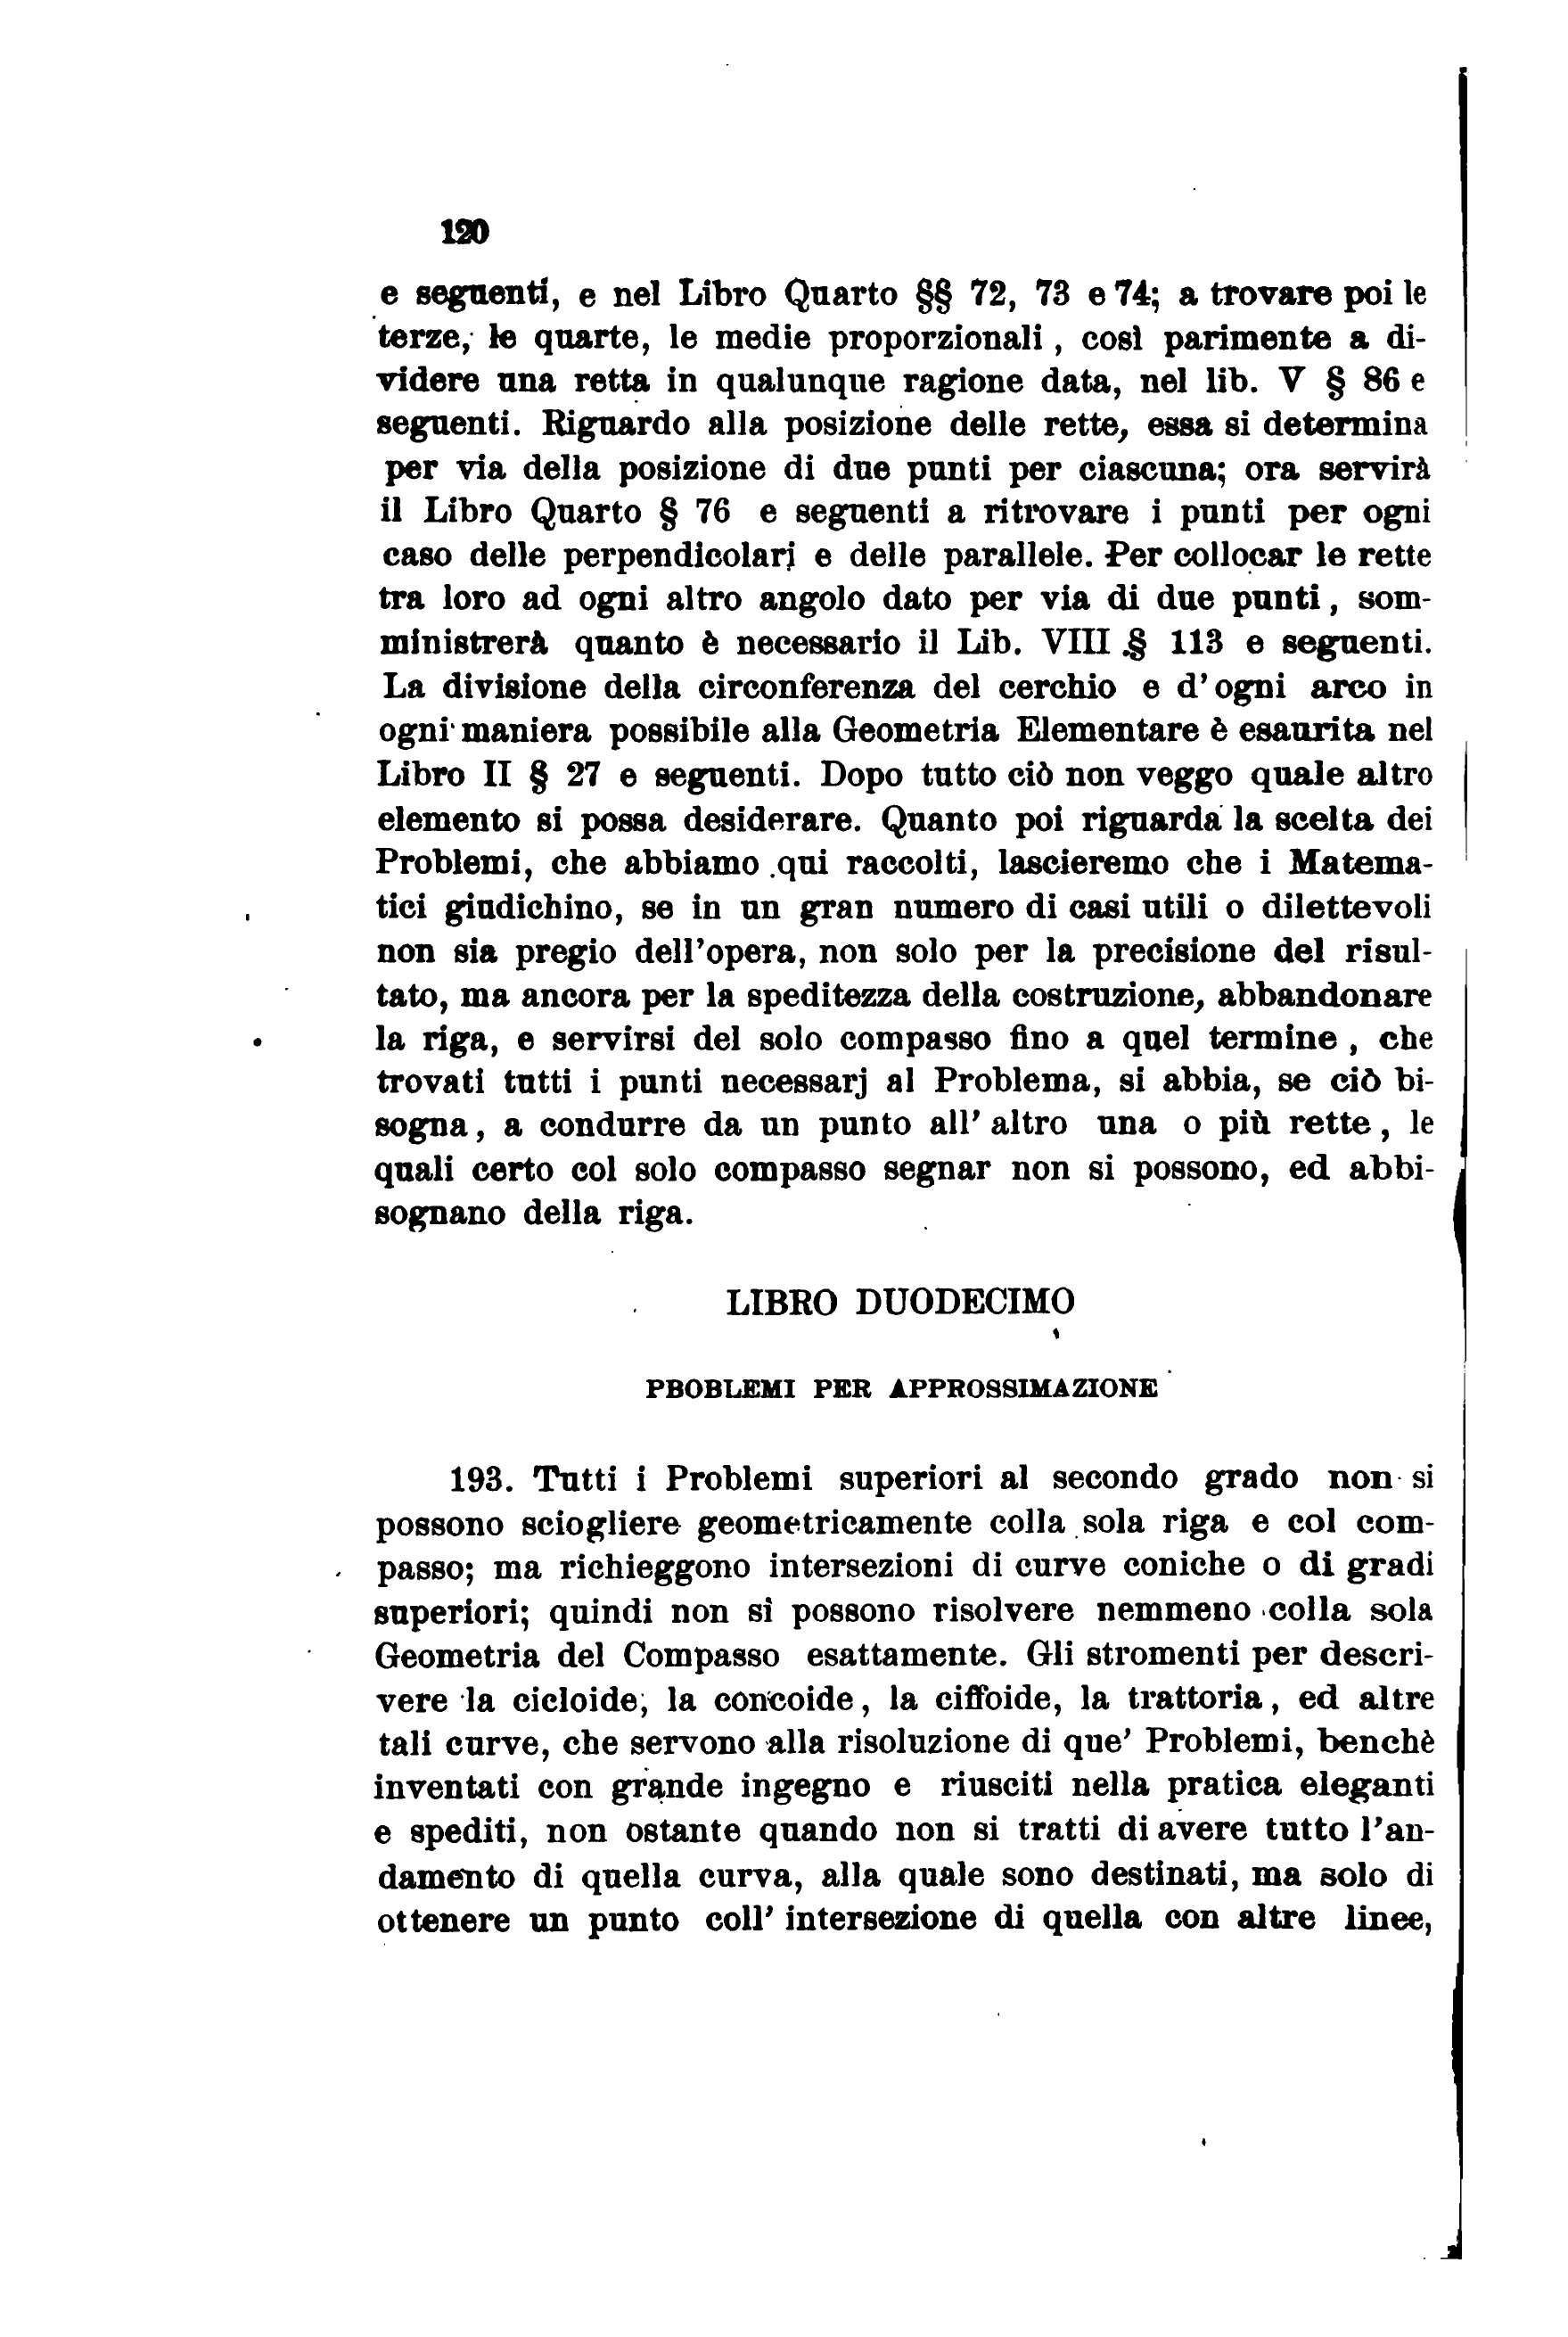 120
e seguenti, e nel Libro Quarto §§ 72, 73 e 74; a trovare poi le
terze, le quarte, le medie proporzionali , così parimente a di-
videre una retta in qualunque ragione data, nel lib. V § 86 e
seguenti. Riguardo alla posizione delle rette, essa si determina
per via della posizione di due punti per ciascuna; ora servirà
il Libro Quarto § 76 e seguenti a ritrovare i punti per ogni
caso delle perpendicolari e delle parallele. Per collocar le rette
tra loro ad ogni altro angolo dato per via di due punti , som-
ministrerà quanto è necessario il Lib. VIII § 113 e seguenti.
La divisione della circonferenza del cerchio e d' ogni arco in
ogni maniera possibile alla Geometria Elementare è esaurita nel
Libro II § 27 e seguenti. Dopo tutto ciò non veggo quale altro
elemento si possa desiderare. Quanto poi riguarda la scelta dei
Problemi, che abbiamo qui raccolti, lascieremo che i Matema-
tici giudichino, se in un gran numero di casi utili o dilettevoli
non sia pregio dell'opera, non solo per la precisione del risul-
tato, ma ancora per la speditezza della costruzione, abbandonare
la riga, e servirsi del solo compasso fino a quel termine , che
trovati tutti i punti necessarj al Problema, si abbia, se ciò bi-
sogna , a condurre da un punto all' altro una o più rette , le
quali certo col solo compasso segnar non si possono, ed abbi-
sognano della riga.
LIBRO DUODECIMO
PBOBLEMI PER APPROSSIMAZIONE
193. Tutti i Problemi superiori al secondo grado non si
possono sciogliere geometricamente colla sola riga e col com-
passo; ma richieggono intersezioni di curve coniche o di gradi
superiori; quindi non si possono risolvere nemmeno colla sola
Geometria del Compasso esattamente. Gli stromenti per descri-
vere la cicloide, la concoide , la ciffoide, la trattoria , ed altre
tali curve, che servono alla risoluzione di que' Problemi, benchè
inventati con grande ingegno e riusciti nella pratica eleganti
e spediti, non ostante quando non si tratti di avere tutto l'an-
damento di quella curva, alla quale sono destinati, ma solo di
ottenere un punto coll' intersezione di quella con altre linee,